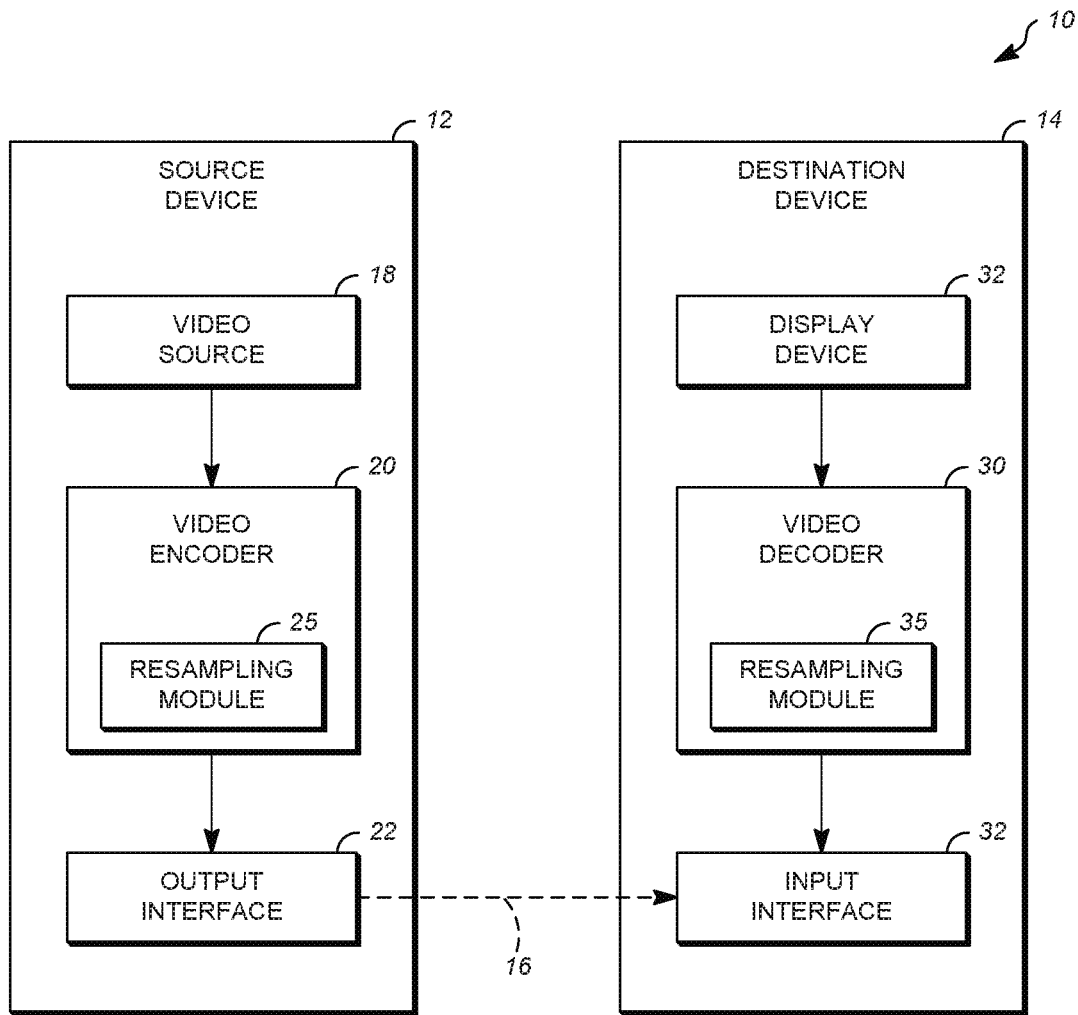 10
12
SOURCE
DEVICE
18
VIDEO
SOURCE
20
VIDEO
ENCODER
25
RESAMPLING
MODULE
22
OUTPUT
INTERFACE
16
14
DESTINATION
DEVICE
32
DISPLAY
DEVICE
30
VIDEO
DECODER
35
RESAMPLING
MODULE
32
INPUT
INTERFACE